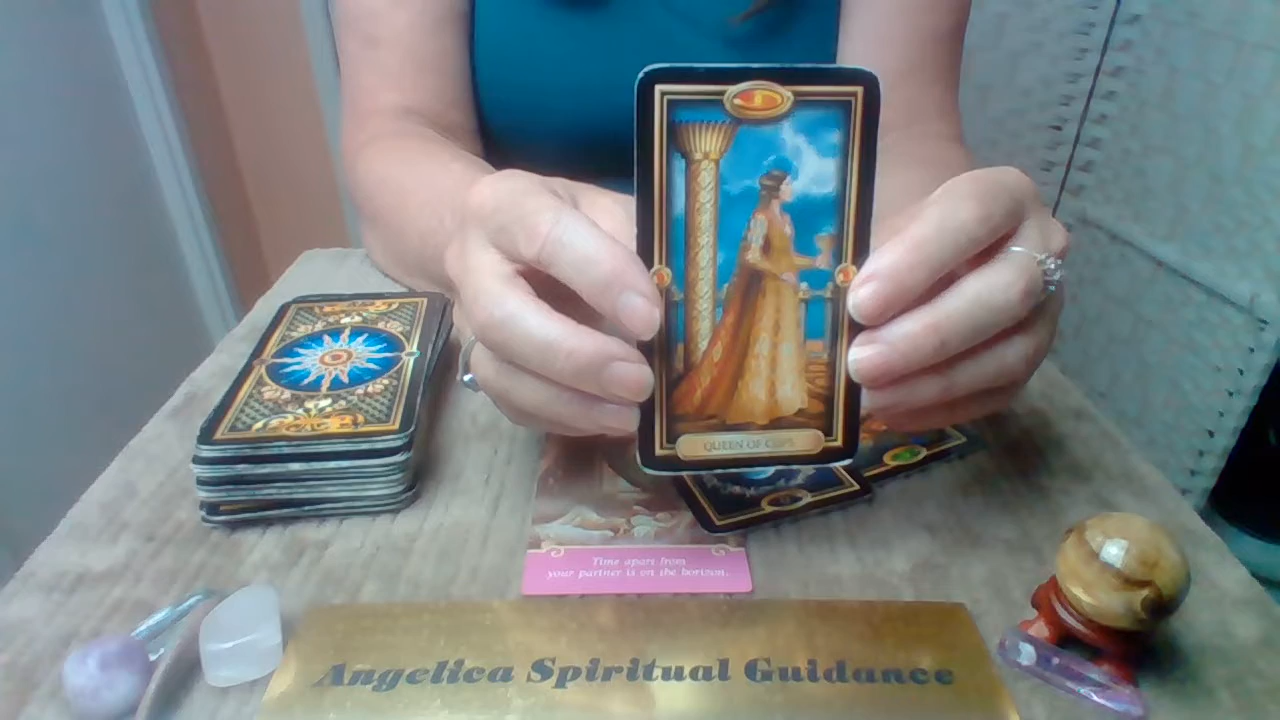 QUEEN OF CUPS
Time apart from
your partner is on the horizon.
Angelica Spiritual Guidance